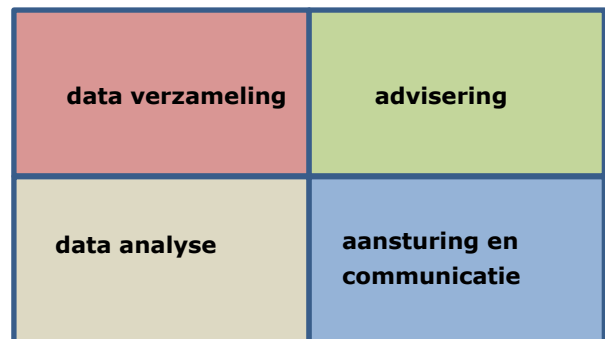 data verzameling
advisering
data analyse
aansturing en
communicatie